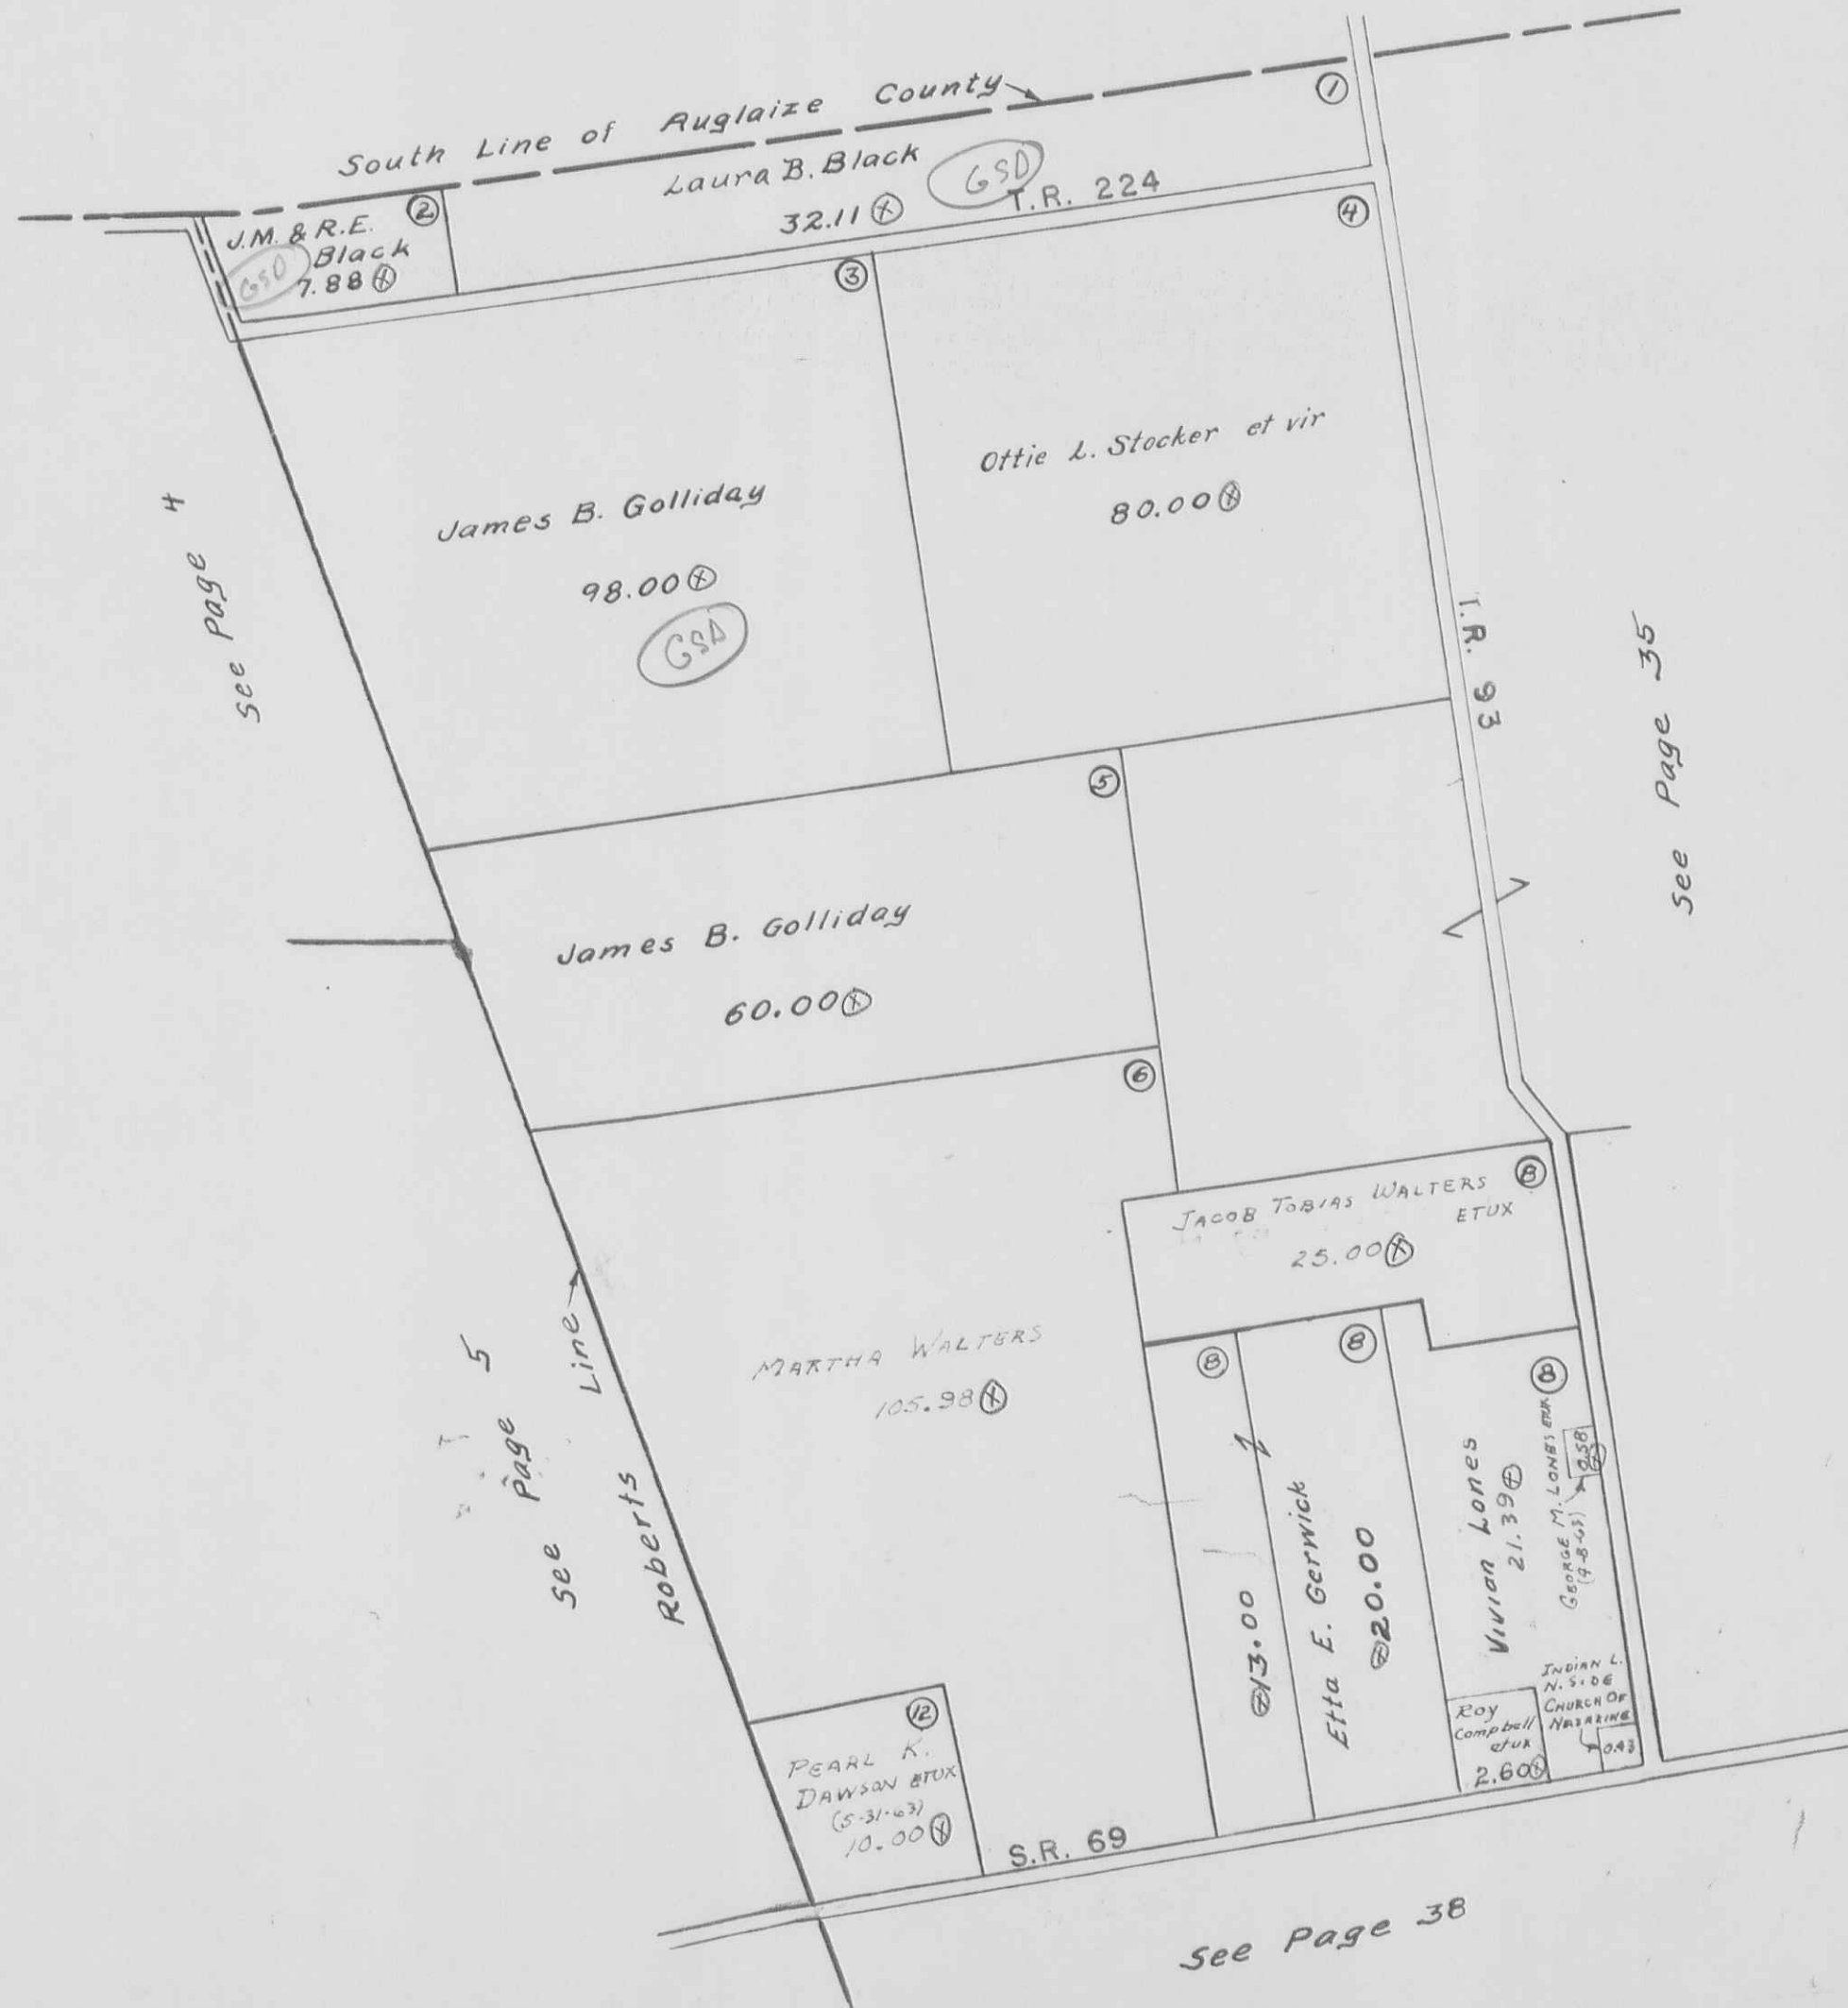 South Line of Auglaize County
①
Laura B. Black
GSD
32.11 ⊗
T.R. 224
②
J.M. & R.E.
Black
GSD
7.88 ⊗
③
④
James B. Golliday
98.00 ⊗
GSD
Ottie L. Stocker et vir
80.00 ⊗
See Page 4
T.R. 93
See Page 35
⑤
James B. Golliday
60.00 ⊗
⑥
JACOB TOBIAS WALTERS
ETUX
⑧
25.00 ⊗
MARTHA WALTERS
105.98 ⊗
See Page 5
Roberts Line
⑧
13.00
⑧
Etta E. Gerwick
20.00
⑧
Vivian Lones
21.39
GEORGE M. LONES ETUX
(4-8-63)
0.58
Roy
Campbell
etux
2.60 ⊗
INDIAN L.
N. SIDE
CHURCH OF
NAZARINE
0.43
⑫
PEARL K.
DAWSON ETUX
(5-31-63)
10.00 ⊗
S.R. 69
See Page 38